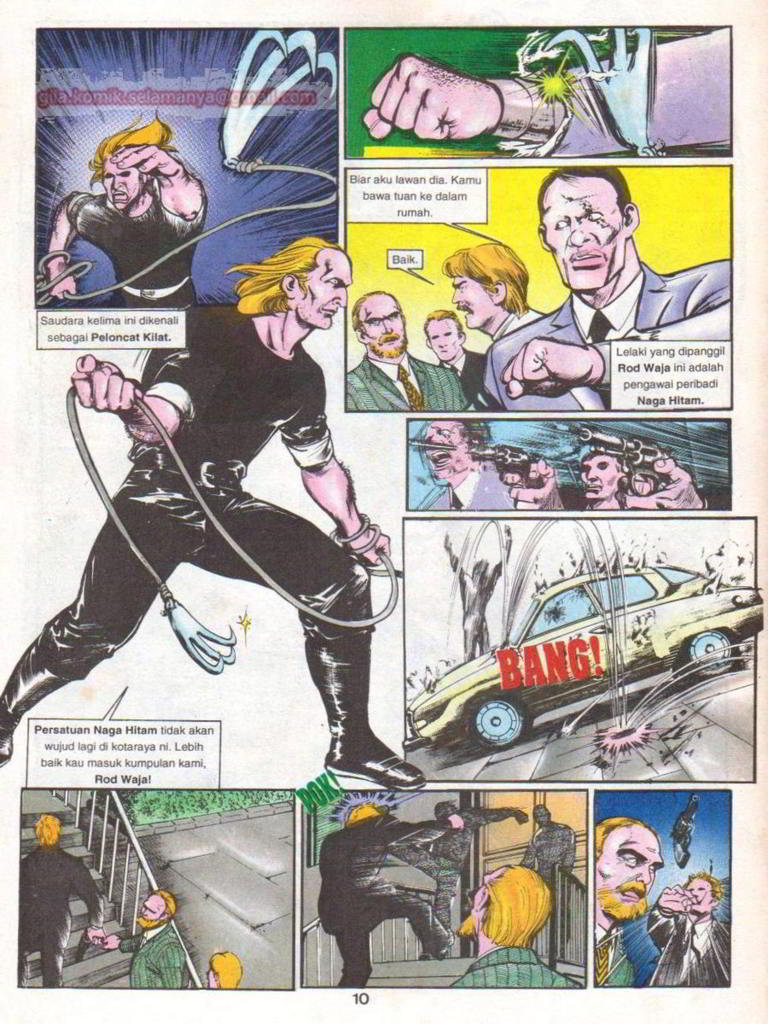 gila.komik.selamanya@gmail.com
Saudara kelima ini dikenali
sebagai Peloncat Kilat.
Biar aku lawan dia. Kamu
bawa tuan ke dalam
rumah.
Baik.
Lelaki yang dipanggil
Rod Waja ini adalah
pengawai peribadi
Naga Hitam.
BANG!
Persatuan Naga Hitam tidak akan
wujud lagi di kotaraya ni. Lebih
baik kau masuk kumpulan kami,
Rod Waja!
DOK!
10